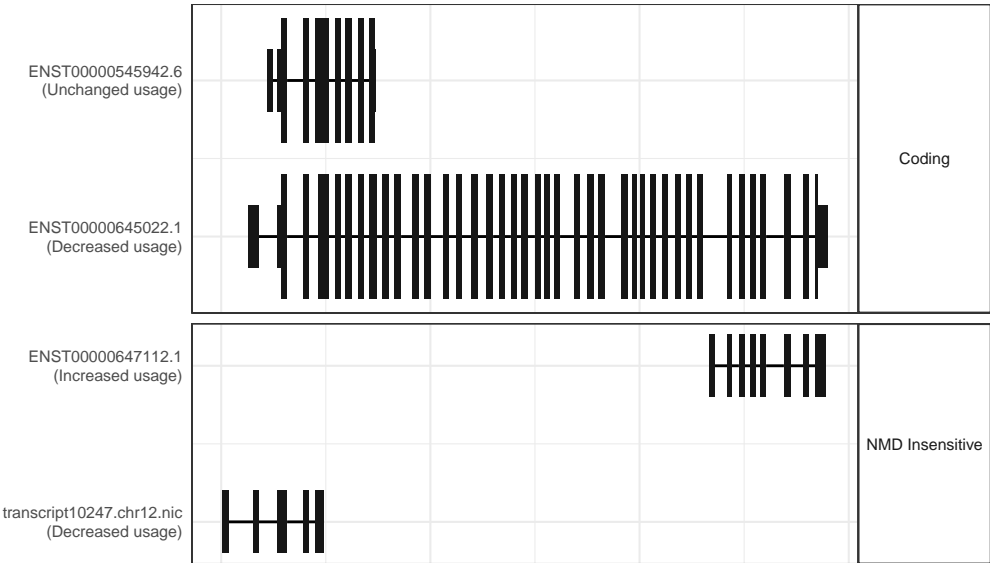 ENST00000545942.6
(Unchanged usage)
Coding
ENST00000645022.1
(Decreased usage)
ENST00000647112.1
(Increased usage)
NMD Insensitive
transcript10247.chr12.nic
(Decreased usage)